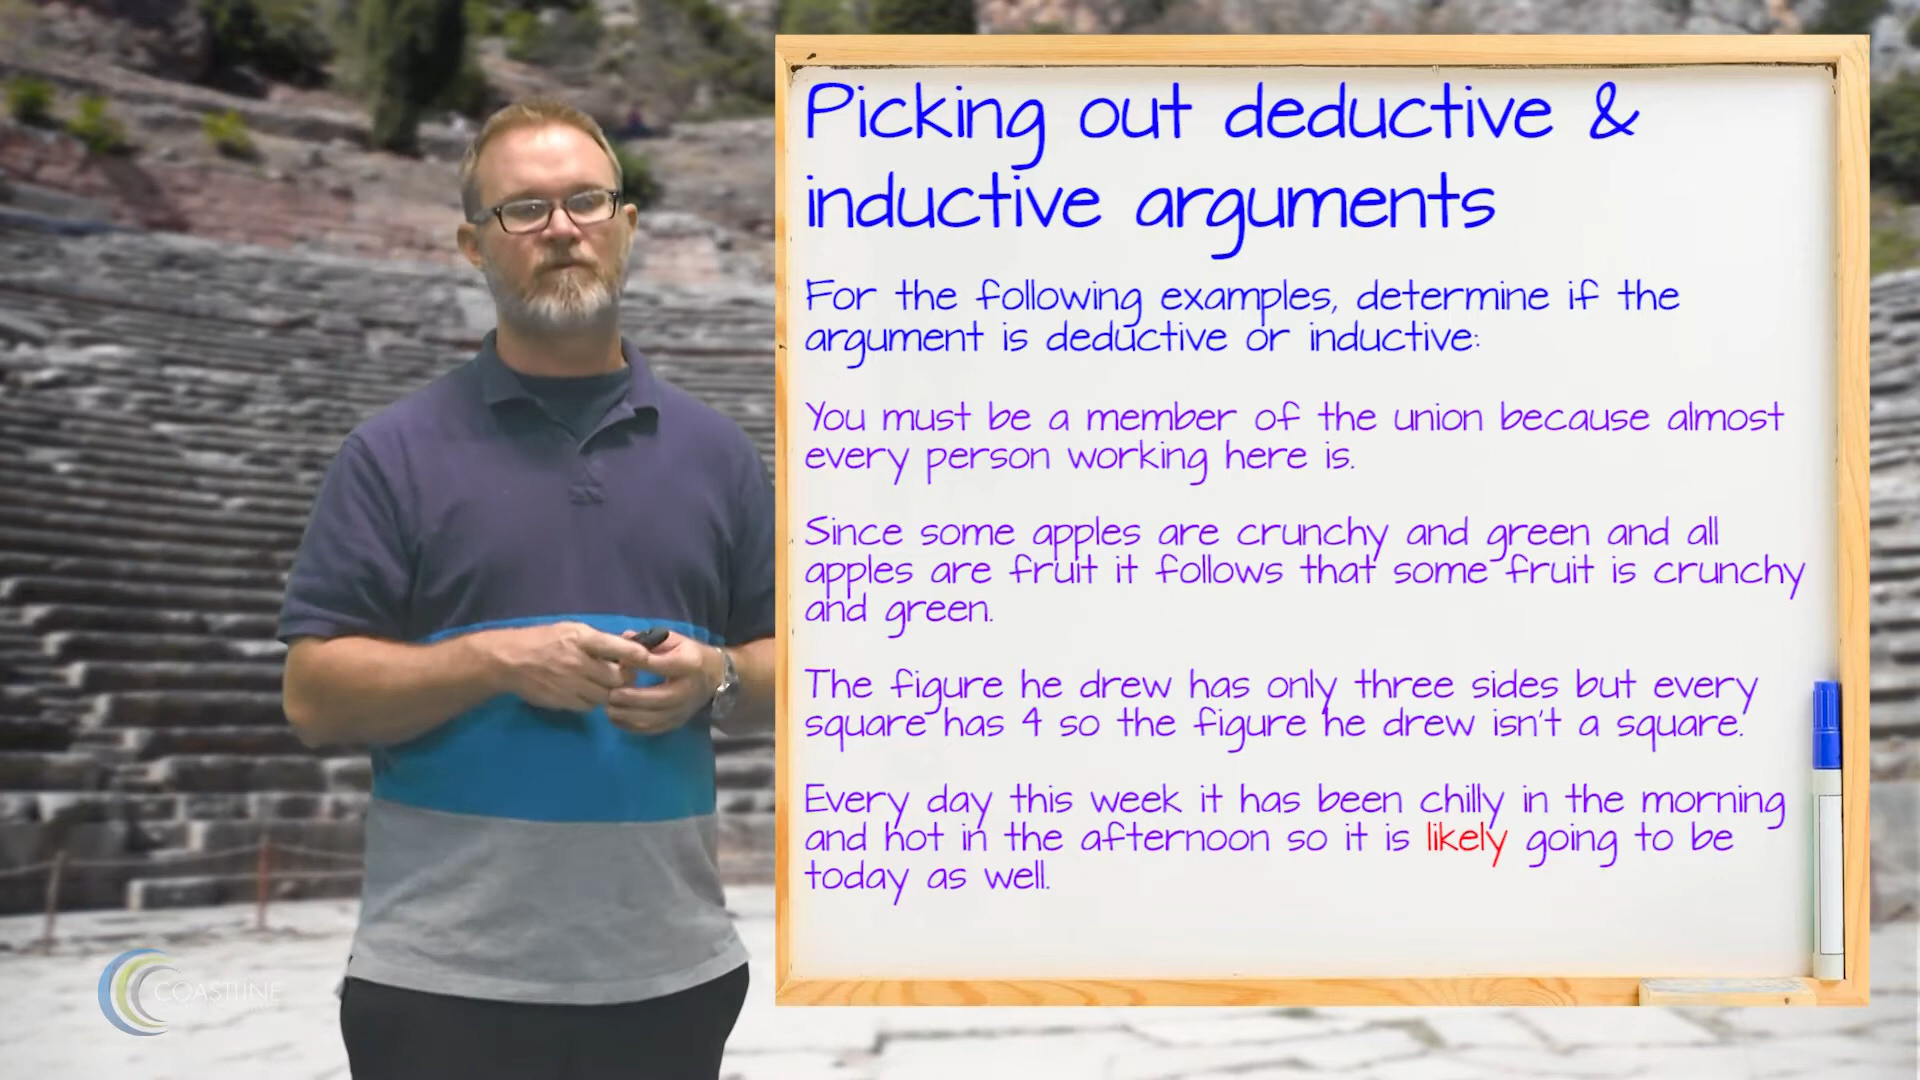 Picking out deductive &
inductive arguments
For the following examples, determine if the
argument is deductive or inductive:
You must be a member of the union because almost
every person working here is.
Since some apples are crunchy and green and all
apples are fruit it follows that some fruit is crunchy
and green.
The figure he drew has only three sides but every
square has 4 so the figure he drew isn't a square.
Every day this week it has been chilly in the morning
and hot in the afternoon so it is likely going to be
today as well.
COASTLINE